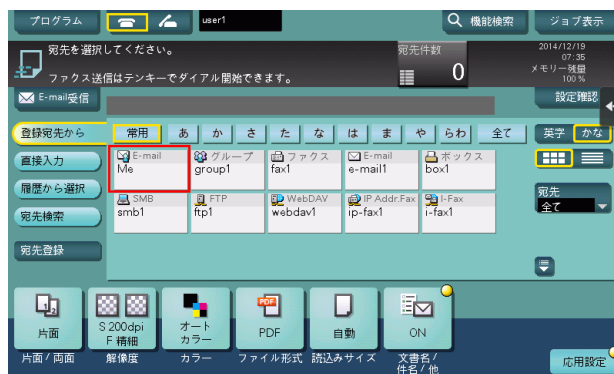 プログラム
user1
機能検索
ジョブ表示
宛先を選択してください。
宛先件数
2014/12/19
07:35
メモリー残量
100 %
ファクス送信はテンキーでダイアル開始できます。
0
E-mail受信
設定確認
登録宛先から
常用 あ か さ た な は ま や らわ 全て
英字 かな
直接入力
E-mail
Me
グループ
group1
ファクス
fax1
E-mail
e-mail1
ボックス
box1
履歴から選択
SMB
smb1
FTP
ftp1
WebDAV
webdav1
IP Addr.Fax
ip-fax1
I-Fax
i-fax1
宛先
全て
宛先検索
宛先登録
片面
S 200dpi
F 精細
オート
カラー
PDF
自動
ON
片面 / 両面
解像度
カラー
ファイル形式
読込みサイズ
文書名 /
件名 / 他
応用設定